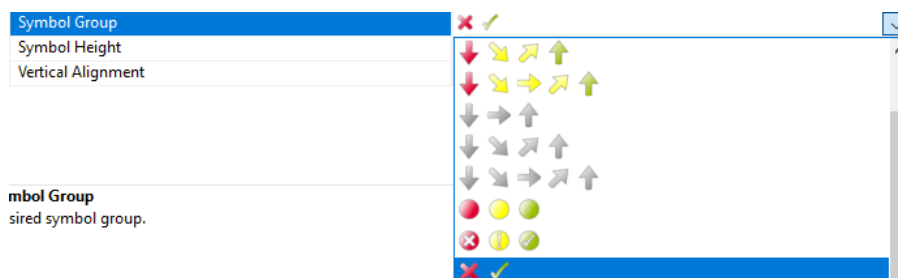 Symbol Group
Symbol Height
Vertical Alignment
mbol Group
sired symbol group.